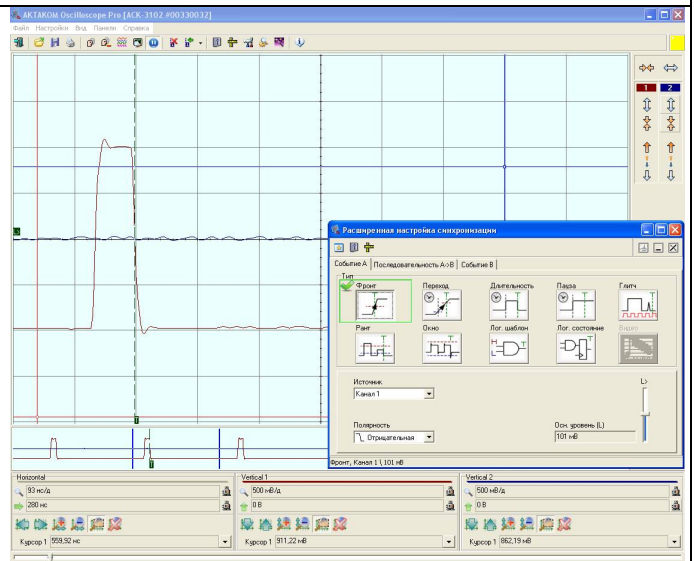 AKTAKOM Oscilloscope Pro [ACK-3102 #00330032]
Файл Настройки Вид Панели Справка
1 2
Расширенная настройка синхронизации
Событие A Последовательность A->B Событие B
Тип
Фронт Переход Длительность Пауза Глитч
Рант Окно Лог. шаблон Лог. состояние Видео
Источник
Канал 1
L>
Полярность
Отрицательная
Осн. уровень (L)
101 мВ
Фронт, Канал 1 \ 101 мВ
Horizontal
93 нс/д
280 нс
Курсор 1 559,92 нс
Vertical 1
500 мВ/д
0 В
Курсор 1 911,22 мВ
Vertical 2
500 мВ/д
0 В
Курсор 1 862,19 мВ